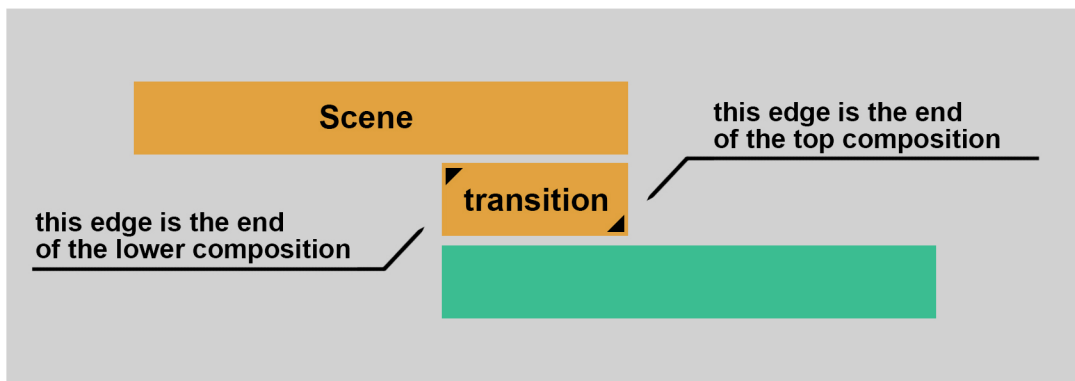 Scene
this edge is the end
of the top composition
transition
this edge is the end
of the lower composition